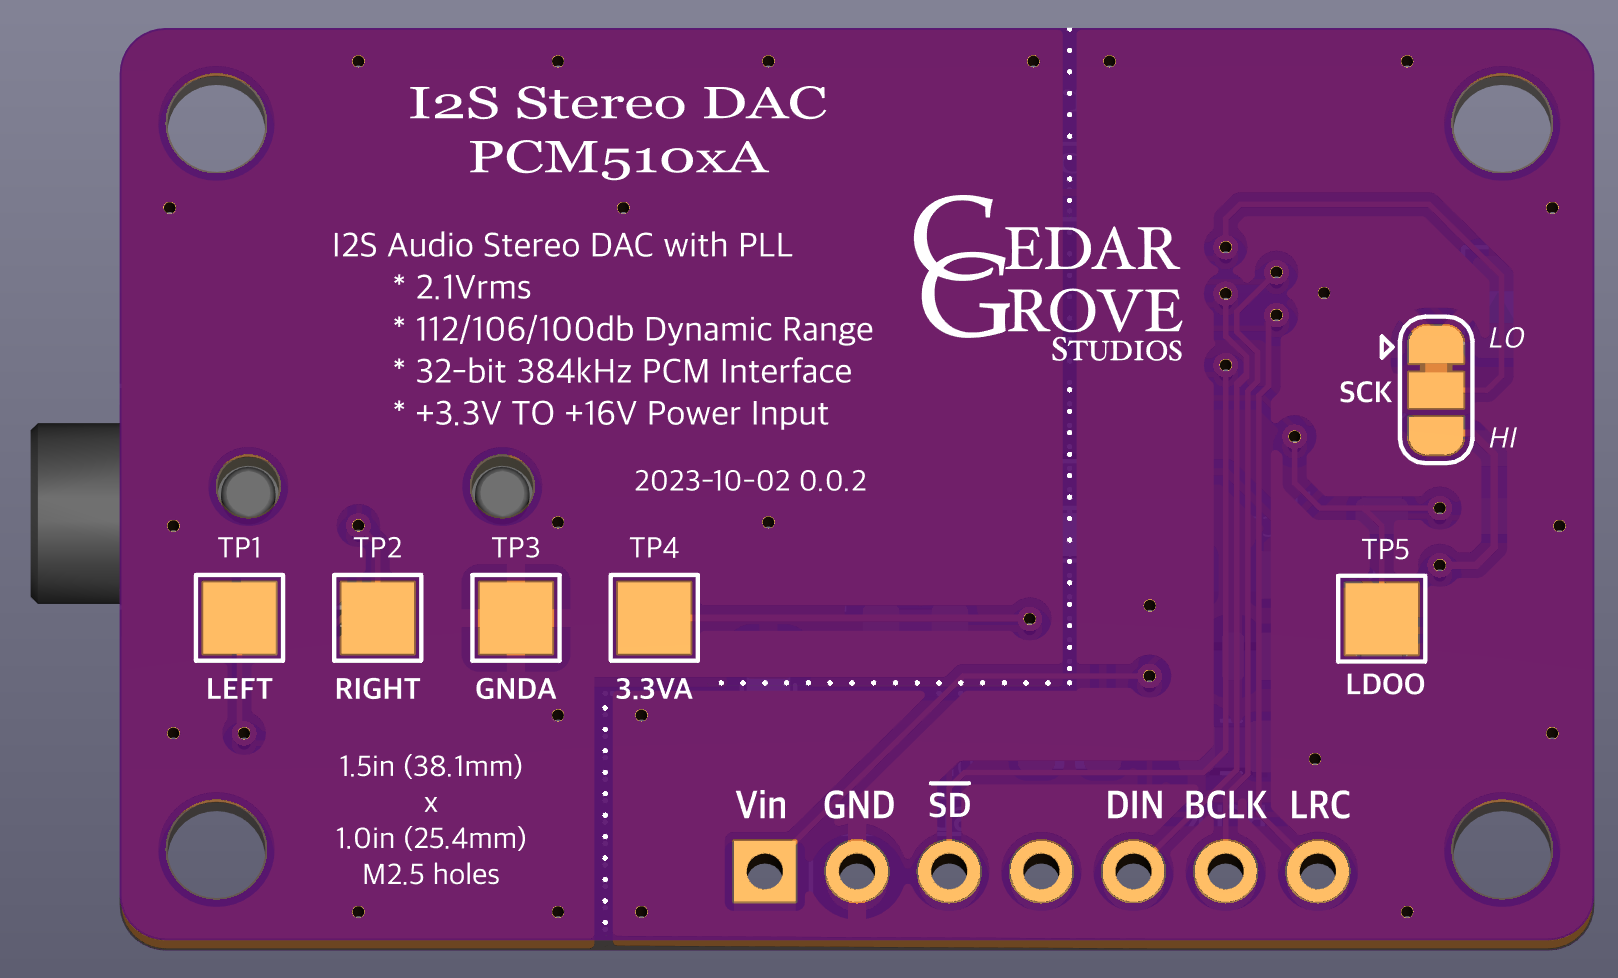 I2S Stereo DAC
PCM510xA
I2S Audio Stereo DAC with PLL
* 2.1Vrms
* 112/106/100db Dynamic Range
* 32-bit 384kHz PCM Interface
* +3.3V TO +16V Power Input
CEDAR
GROVE
STUDIOS
LO
SCK
HI
2023-10-02 0.0.2
TP1 TP2 TP3 TP4 TP5
LEFT RIGHT GNDA 3.3VA LDOO
1.5in (38.1mm)
x
1.0in (25.4mm)
M2.5 holes
Vin GND SD DIN BCLK LRC